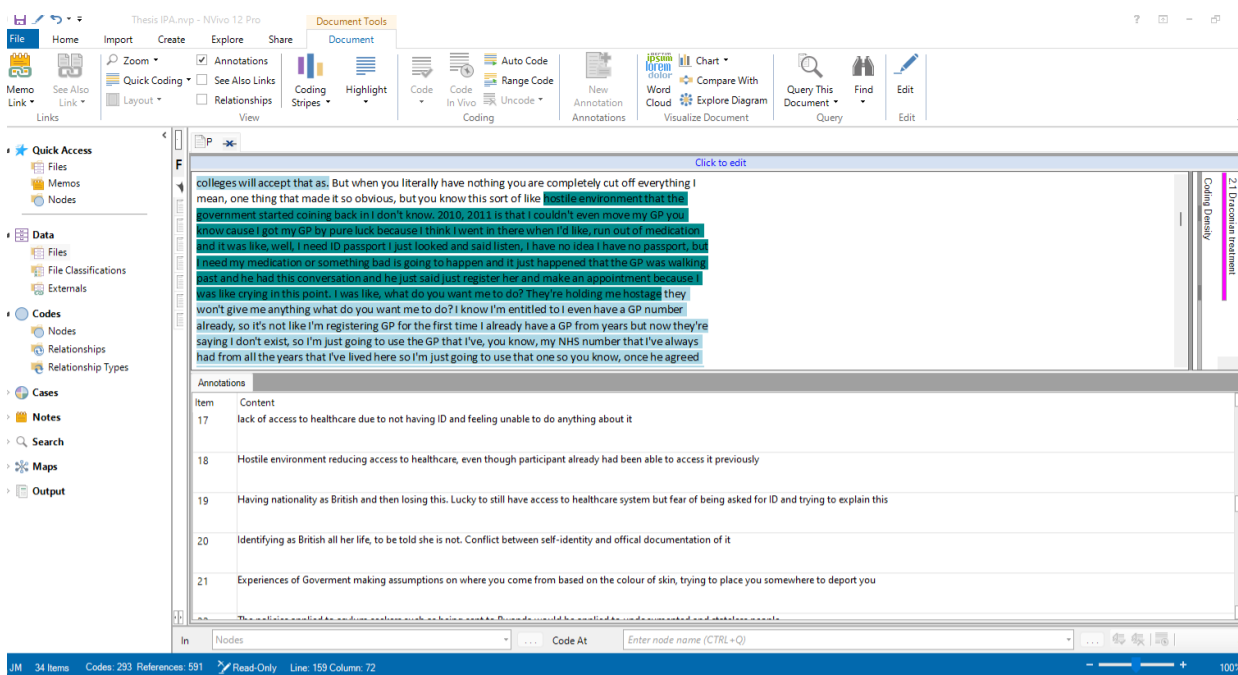 Thesis IPA.nvp - NVivo 12 Pro
Document Tools
?
File Home Import Create Explore Share Document
Memo Link
See Also Link
Links
Zoom
Quick Coding
Layout
Annotations
See Also Links
Relationships
Coding Stripes
Highlight
View
Code
Code In Vivo
Auto Code
Range Code
Uncode
Coding
New Annotation
Annotations
Word Cloud
Chart
Compare With
Explore Diagram
Visualize Document
Query This Document
Find
Query
Edit
Edit
Quick Access
Files
Memos
Nodes
Data
Files
File Classifications
Externals
Codes
Nodes
Relationships
Relationship Types
Cases
Notes
Search
Maps
Output
F
P
Click to edit
colleges will accept that as. But when you literally have nothing you are completely cut off everything I
mean, one thing that made it so obvious, but you know this sort of like hostile environment that the
government started coining back in I don't know. 2010, 2011 is that I couldn't even move my GP you
know cause I got my GP by pure luck because I think I went in there when I'd like, run out of medication
and it was like, well, I need ID passport I just looked and said listen, I have no idea I have no passport, but
I need my medication or something bad is going to happen and it just happened that the GP was walking
past and he had this conversation and he just said just register her and make an appointment because I
was like crying in this point. I was like, what do you want me to do? They're holding me hostage they
won't give me anything what do you want me to do? I know I'm entitled to I even have a GP number
already, so it's not like I'm registering GP for the first time I already have a GP from years but now they're
saying I don't exist, so I'm just going to use the GP that I've, you know, my NHS number that I've always
had from all the years that I've lived here so I'm just going to use that one so you know, once he agreed
Coding Density
2.1 Draconian treatment
Annotations
Item Content
17 lack of access to healthcare due to not having ID and feeling unable to do anything about it
18 Hostile environment reducing access to healthcare, even though participant already had been able to access it previously
19 Having nationality as British and then losing this. Lucky to still have access to healthcare system but fear of being asked for ID and trying to explain this
20 Identifying as British all her life, to be told she is not. Conflict between self-identity and offical documentation of it
21 Experiences of Goverment making assumptions on where you come from based on the colour of skin, trying to place you somewhere to deport you
In Nodes ... Code At Enter node name (CTRL+Q) ...
JM 34 Items Codes: 293 References: 591 Read-Only Line: 159 Column: 72 100%